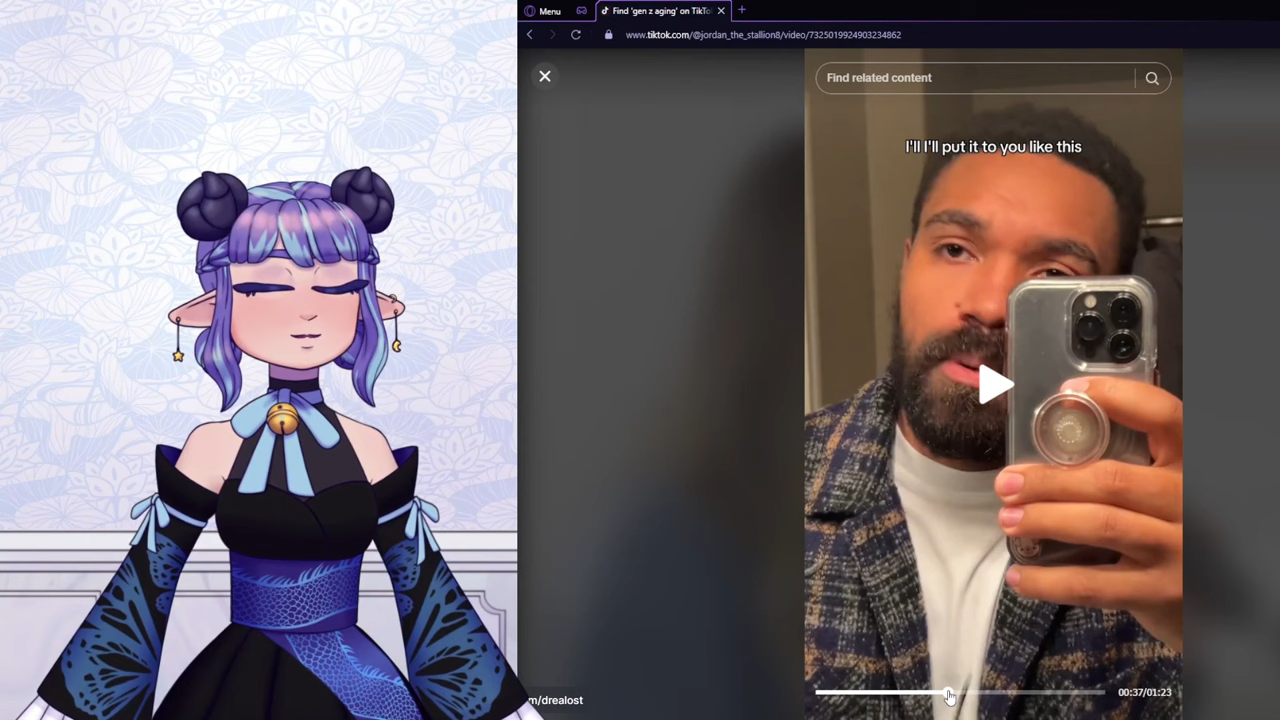 Menu
Find 'gen z aging' on TikTo
www.tiktok.com/@jordan_the_stallion8/video/7325019924903234862
Find related content
I'll I'll put it to you like this
m/drealost
00:37/01:23